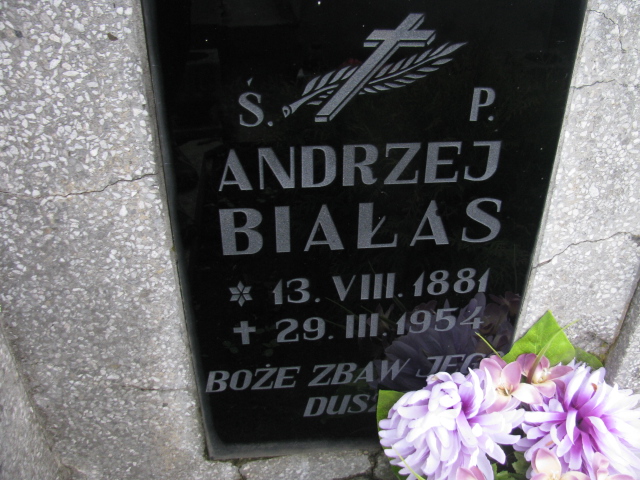 Ś. P.
ANDRZEJ
BIAŁAS
* 13. VIII. 1881
✝ 29. III. 1954
BOŻE ZBAW